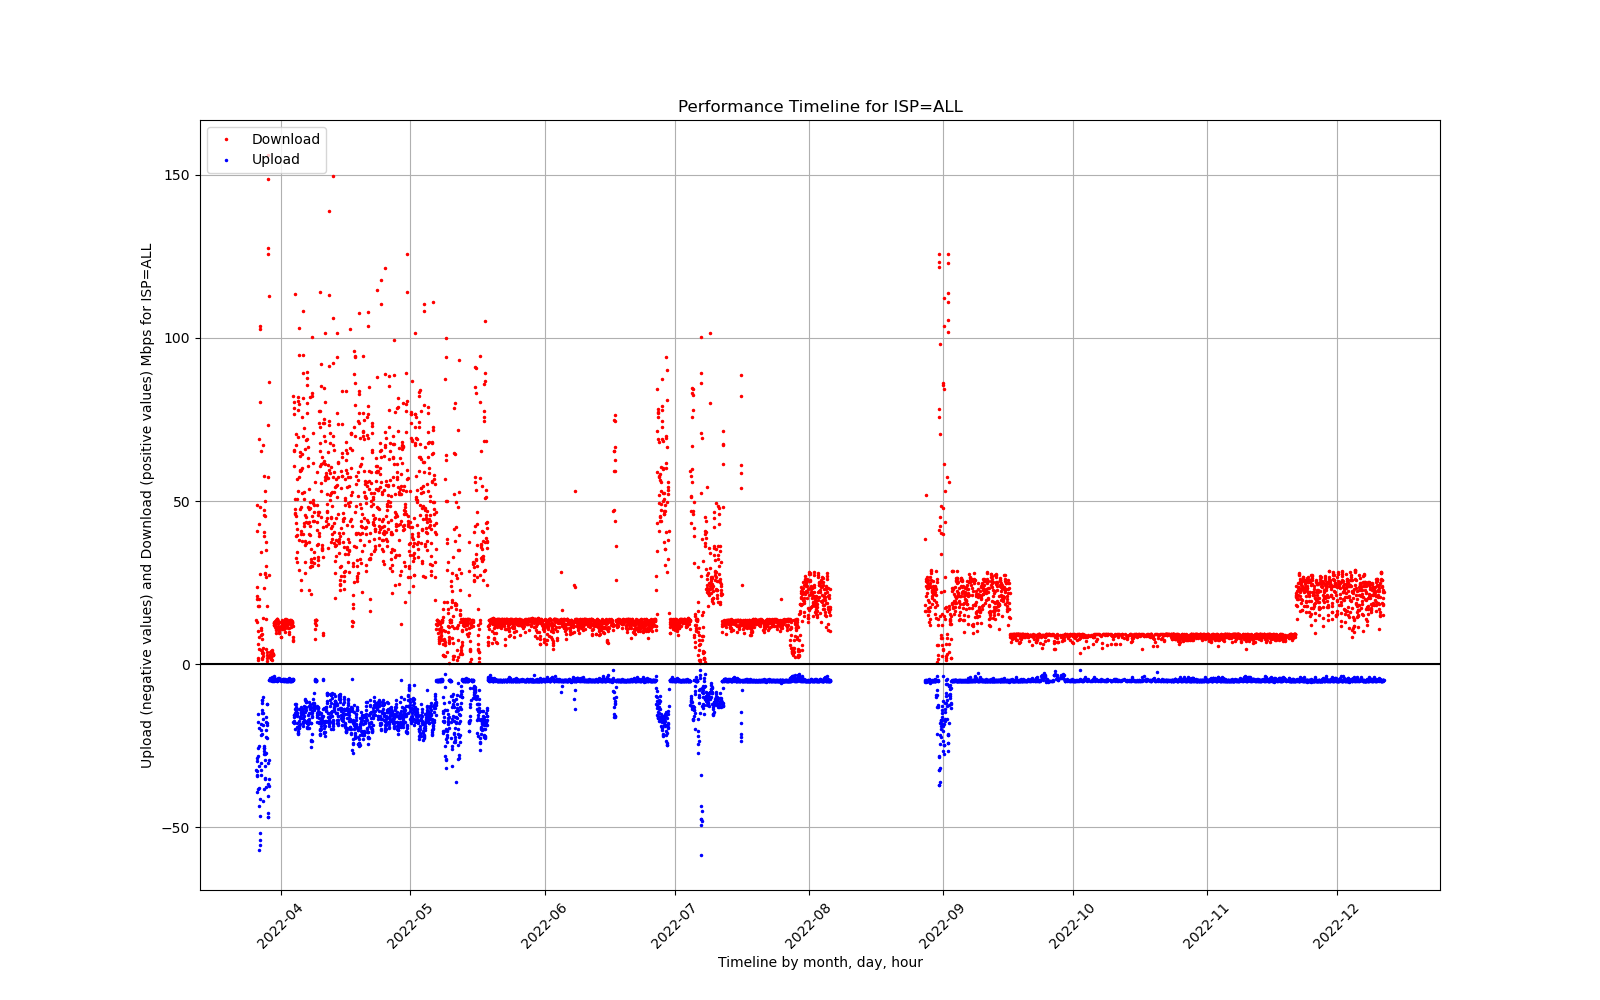 Performance Timeline for ISP=ALL
Download
Upload
150
100
50
0
−50
Upload (negative values) and Download (positive values) Mbps for ISP=ALL
2022-04
2022-05
2022-06
2022-07
2022-08
2022-09
2022-10
2022-11
2022-12
Timeline by month, day, hour